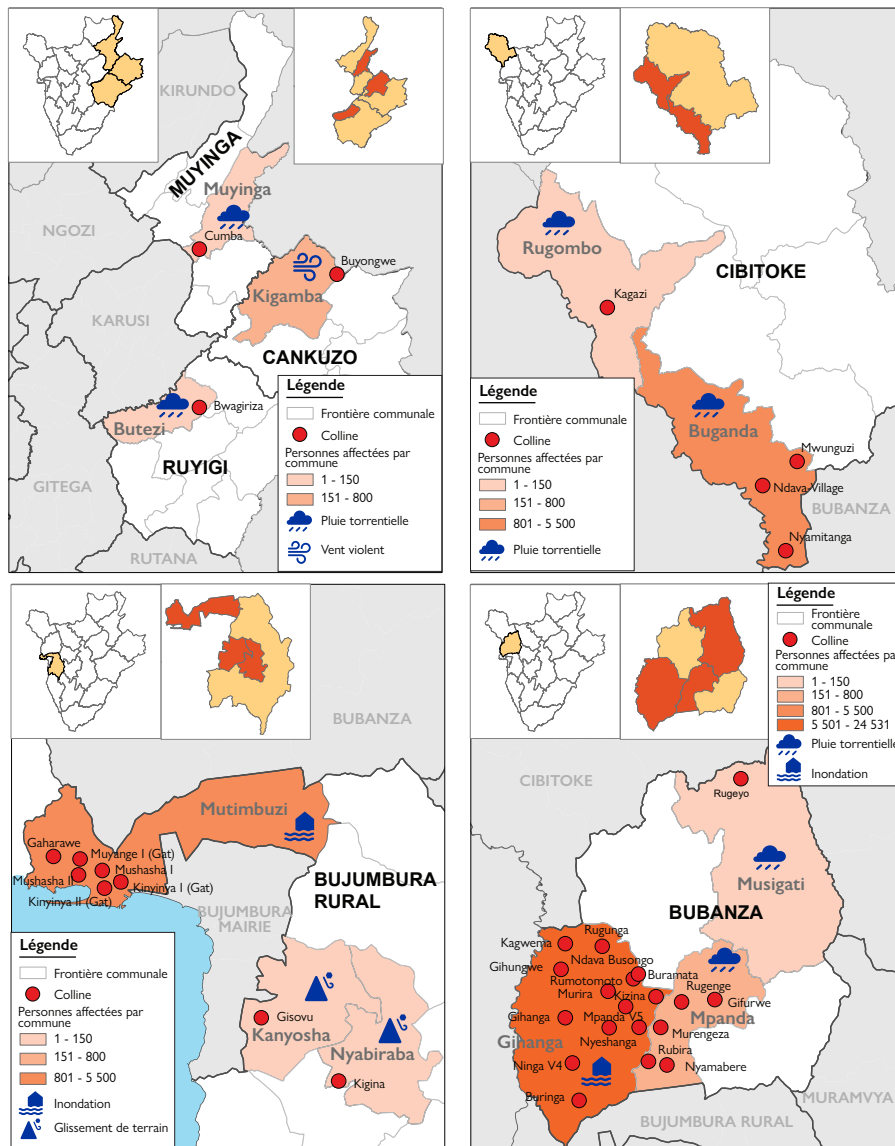 KIRUNDO
MUYINGA
Muyinga
NGOZI
Cumba
Buyongwe
Kigamba
KARUSI
CANKUZO
Bwagiriza
Butezi
RUYIGI
GITEGA
RUTANA
Légende
Frontière communale
Colline
Personnes affectées par
commune
1 - 150
151 - 800
Pluie torrentielle
Vent violent
Rugombo
CIBITOKE
Kagazi
Buganda
Mwunguzi
Ndava-Village
BUBANZA
Nyamitanga
Légende
Frontière communale
Colline
Personnes affectées par
commune
1 - 150
151 - 800
801 - 5 500
Pluie torrentielle
BUBANZA
Mutimbuzi
Gaharawe
Muyange I (Gat)
Mushasha I
Mushasha II
Kinyinya I (Gat)
Kinyinya II (Gat)
BUJUMBURA
RURAL
BUJUMBURA
MAIRIE
Gisovu
Kanyosha
Nyabiraba
Kigina
Légende
Frontière communale
Colline
Personnes affectées par
commune
1 - 150
151 - 800
801 - 5 500
Inondation
Glissement de terrain
Légende
Frontière
communale
Colline
Personnes affectées par
commune
1 - 150
151 - 800
801 - 5 500
5 501 - 24 531
Pluie torrentielle
Inondation
CIBITOKE
Rugeyo
Musigati
BUBANZA
Rugunga
Kagwema
Ndava Busongo
Gihungwe
Buramata
Rumotomoto
Rugenge
Murira
Kizina
Gifurwe
Gihanga
Mpanda V5
Mpanda
Murengeza
Gihanga
Nyeshanga
Rubira
Ninga V4
Nyamabere
Buringa
MURAMVYA
BUJUMBURA RURAL